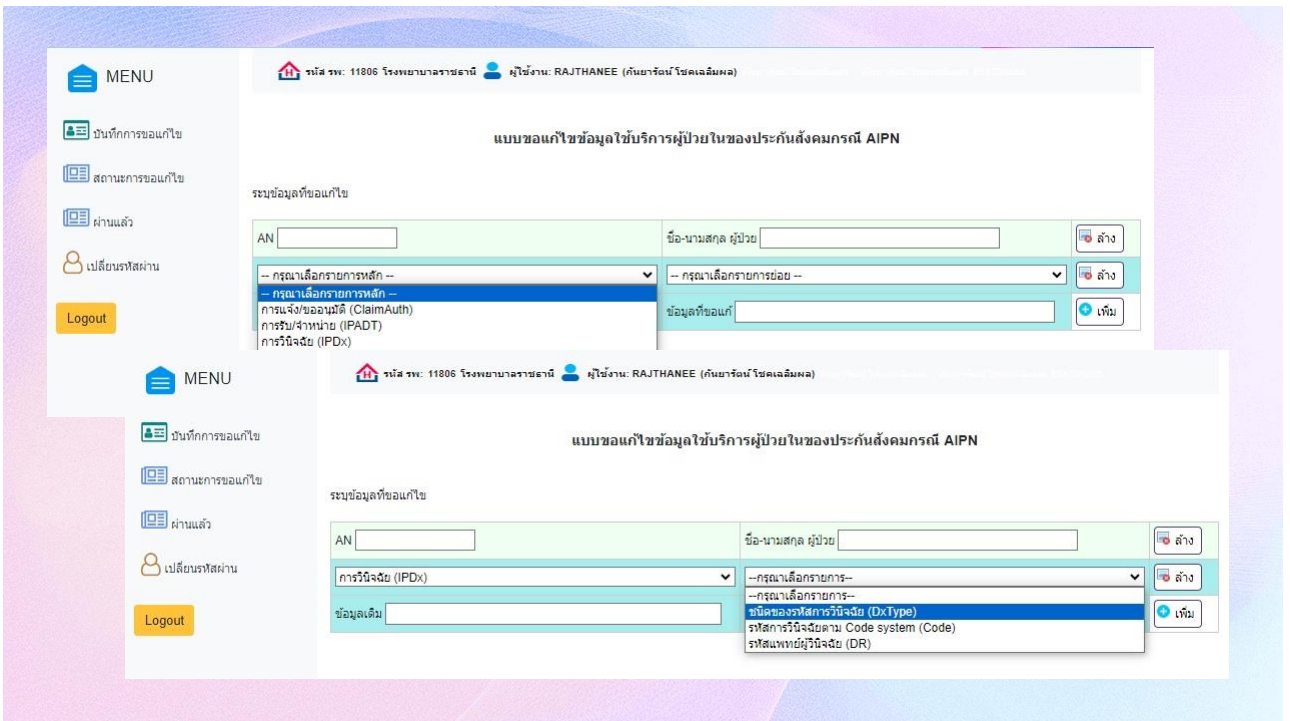 MENU
รหัส รพ: 11806 โรงพยาบาลราชธานี ผู้ใช้งาน: RAJTHANEE (กันยารัตน์ โชคเฉลิมผล)
บันทึกการขอแก้ไข
สถานะการขอแก้ไข
ผ่านแล้ว
เปลี่ยนรหัสผ่าน
Logout
แบบขอแก้ไขข้อมูลใช้บริการผู้ป่วยในของประกันสังคมกรณี AIPN
ระบุข้อมูลที่ขอแก้ไข
AN ชื่อ-นามสกุล ผู้ป่วย ล้าง
-- กรุณาเลือกรายการหลัก -- -- กรุณาเลือกรายการย่อย -- ล้าง
-- กรุณาเลือกรายการหลัก --
การแจ้ง/ขออนุมัติ (ClaimAuth) ข้อมูลที่ขอแก้ เพิ่ม
การรับ/จำหน่าย (IPADT)
การวินิจฉัย (IPDx)
MENU
รหัส รพ: 11806 โรงพยาบาลราชธานี ผู้ใช้งาน: RAJTHANEE (กันยารัตน์ โชคเฉลิมผล)
บันทึกการขอแก้ไข
สถานะการขอแก้ไข
ผ่านแล้ว
เปลี่ยนรหัสผ่าน
Logout
แบบขอแก้ไขข้อมูลใช้บริการผู้ป่วยในของประกันสังคมกรณี AIPN
ระบุข้อมูลที่ขอแก้ไข
AN ชื่อ-นามสกุล ผู้ป่วย ล้าง
การวินิจฉัย (IPDx) --กรุณาเลือกรายการ-- ล้าง
--กรุณาเลือกรายการ--
ข้อมูลเดิม ชนิดของรหัสการวินิจฉัย (DxType) เพิ่ม
รหัสการวินิจฉัยตาม Code system (Code)
รหัสแพทย์ผู้วินิจฉัย (DR)